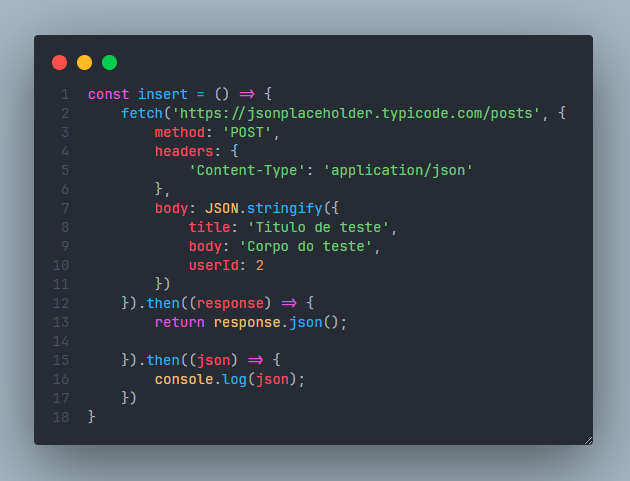 1 const insert = () => {
2     fetch('https://jsonplaceholder.typicode.com/posts', {
3         method: 'POST',
4         headers: {
5             'Content-Type': 'application/json'
6         },
7         body: JSON.stringify({
8             title: 'Titulo de teste',
9             body: 'Corpo do teste',
10             userId: 2
11         })
12     }).then((response) => {
13         return response.json();
14
15     }).then((json) => {
16         console.log(json);
17     })
18 }